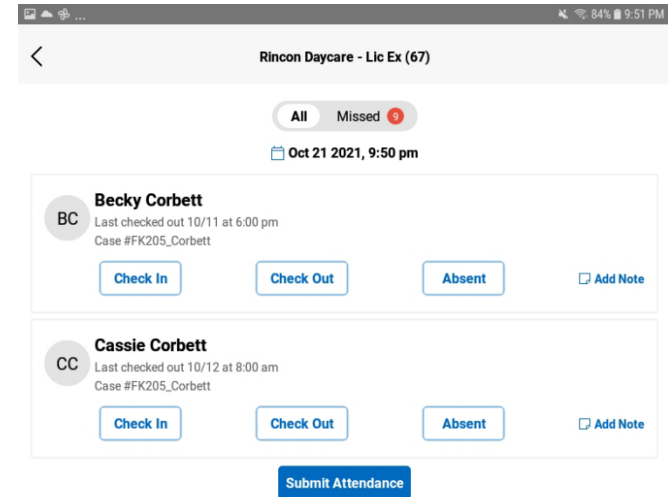 ... 84% 9:51 PM
Rincon Daycare - Lic Ex (67)
All Missed 9
Oct 21 2021, 9:50 pm
BC Becky Corbett
Last checked out 10/11 at 6:00 pm
Case #FK205_Corbett
Check In Check Out Absent Add Note
CC Cassie Corbett
Last checked out 10/12 at 8:00 am
Case #FK205_Corbett
Check In Check Out Absent Add Note
Submit Attendance